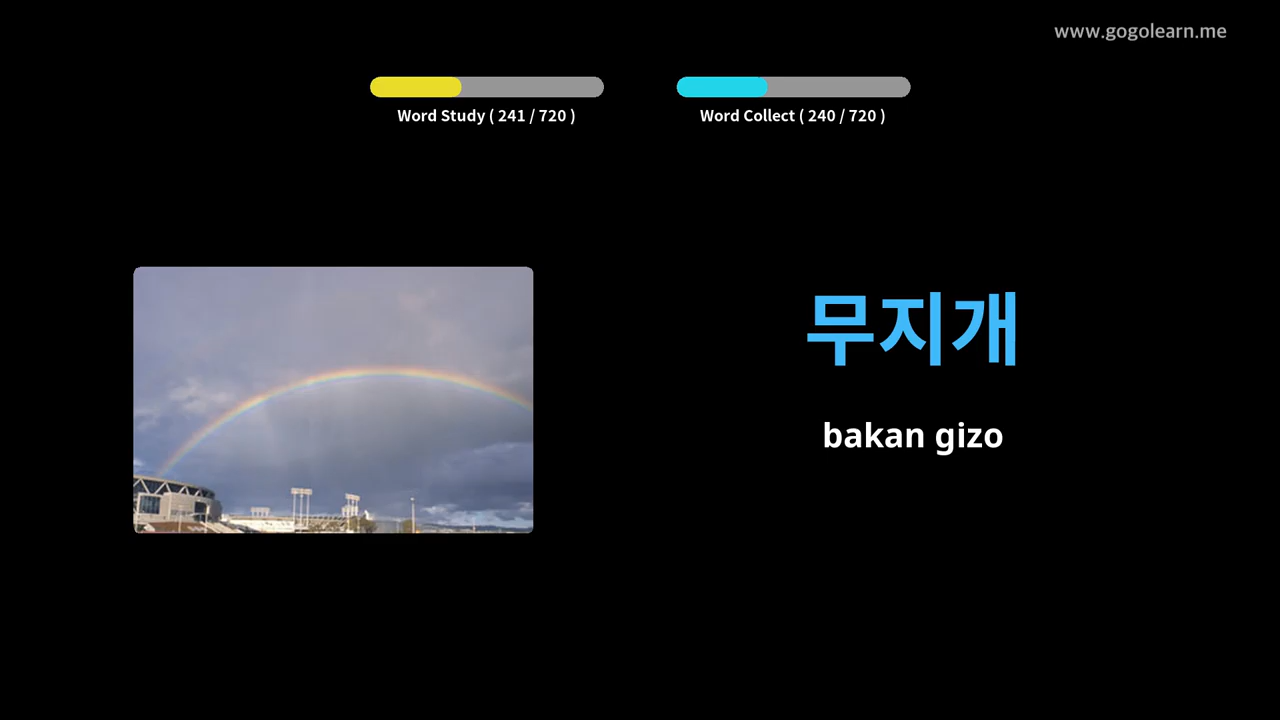 www.gogolearn.me
Word Study ( 241 / 720 )
Word Collect ( 240 / 720 )
무지개
bakan gizo